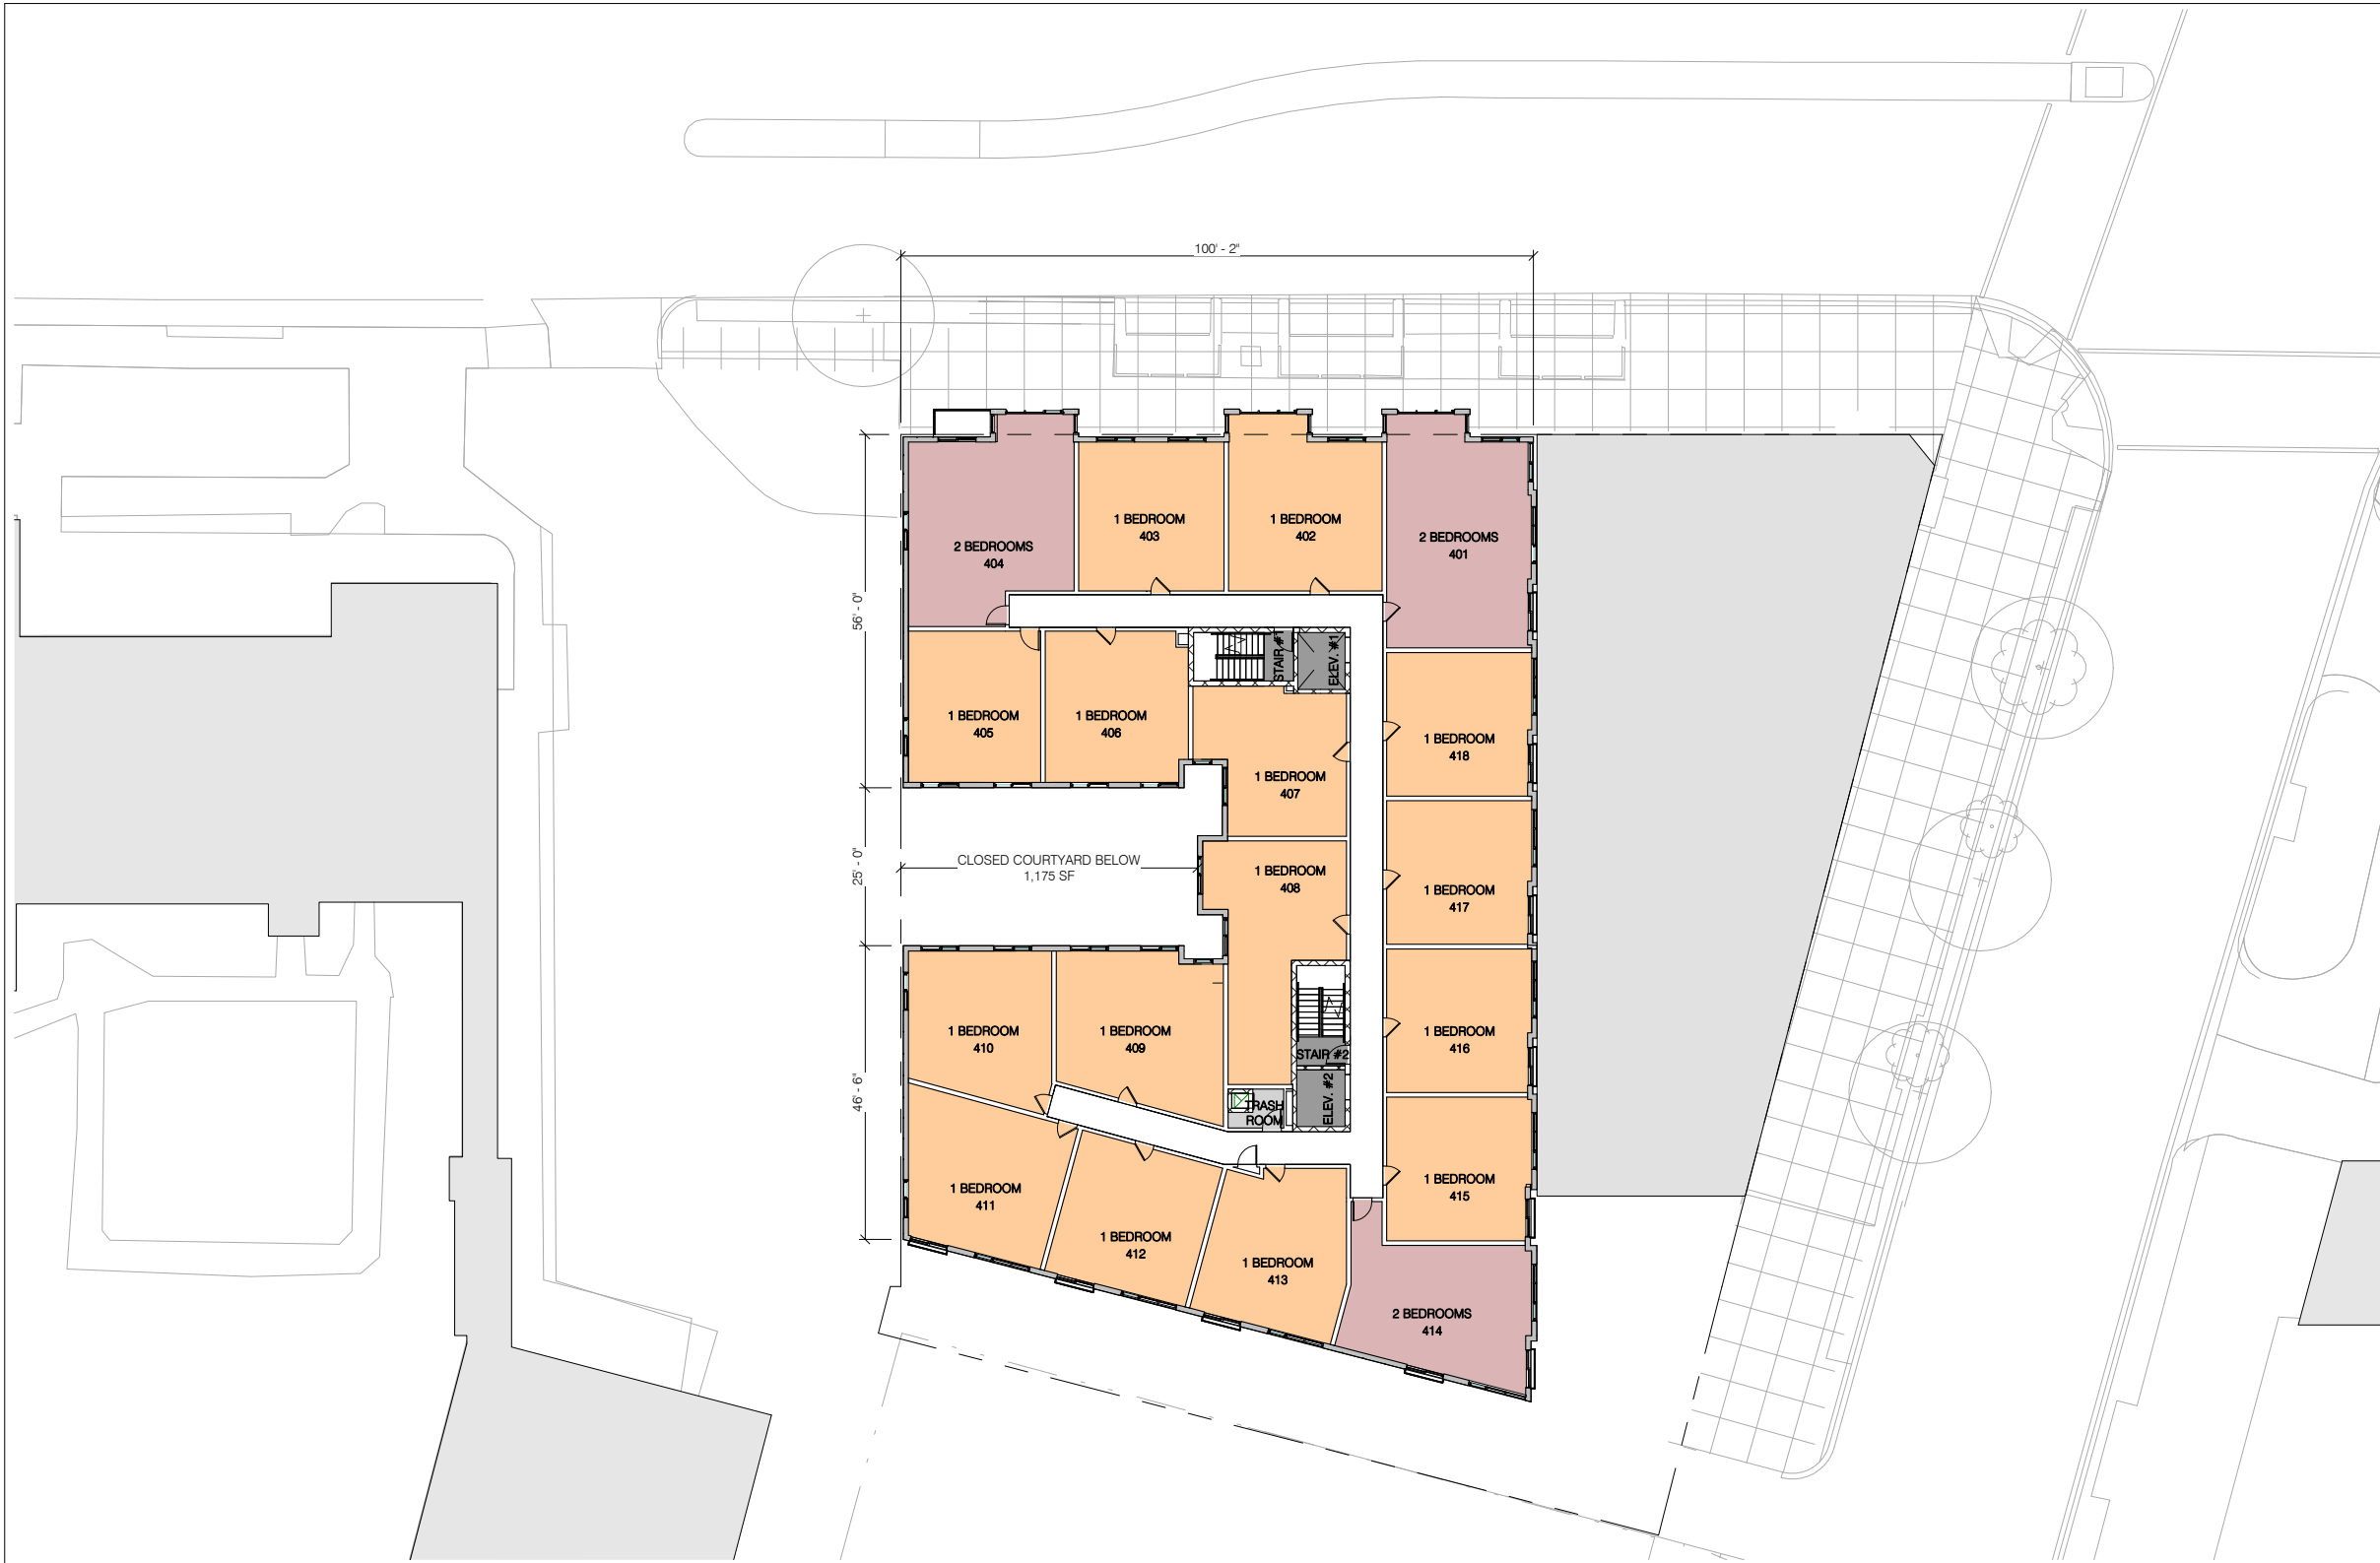 100' - 2"
1 BEDROOM
403
1 BEDROOM
402
2 BEDROOMS
404
2 BEDROOMS
401
56' - 0"
STAIR #1
ELEV. #1
1 BEDROOM
405
1 BEDROOM
406
1 BEDROOM
418
1 BEDROOM
407
25' - 0"
CLOSED COURTYARD BELOW
1,175 SF
1 BEDROOM
408
1 BEDROOM
417
1 BEDROOM
410
1 BEDROOM
409
1 BEDROOM
416
STAIR #2
46' - 6"
ELEV. #2
TRASH
ROOM
1 BEDROOM
411
1 BEDROOM
415
1 BEDROOM
412
1 BEDROOM
413
2 BEDROOMS
414